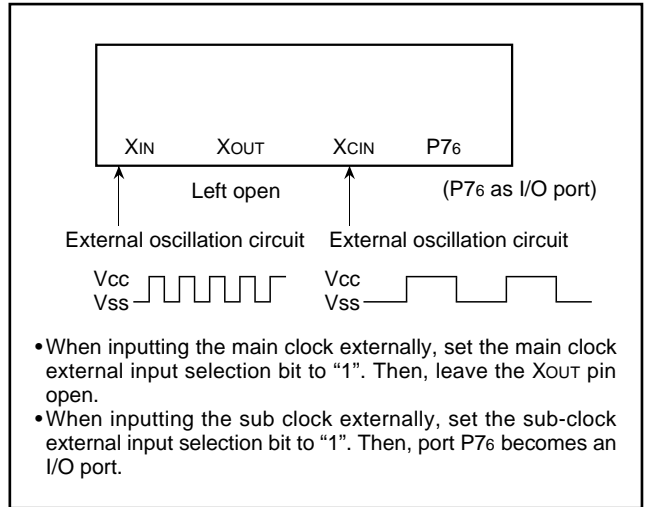 XIN XOUT XCIN P76
Left open (P76 as I/O port)
External oscillation circuit External oscillation circuit
Vcc Vcc
Vss Vss
•When inputting the main clock externally, set the main clock
external input selection bit to “1”. Then, leave the XOUT pin
open.
•When inputting the sub clock externally, set the sub-clock
external input selection bit to “1”. Then, port P76 becomes an
I/O port.